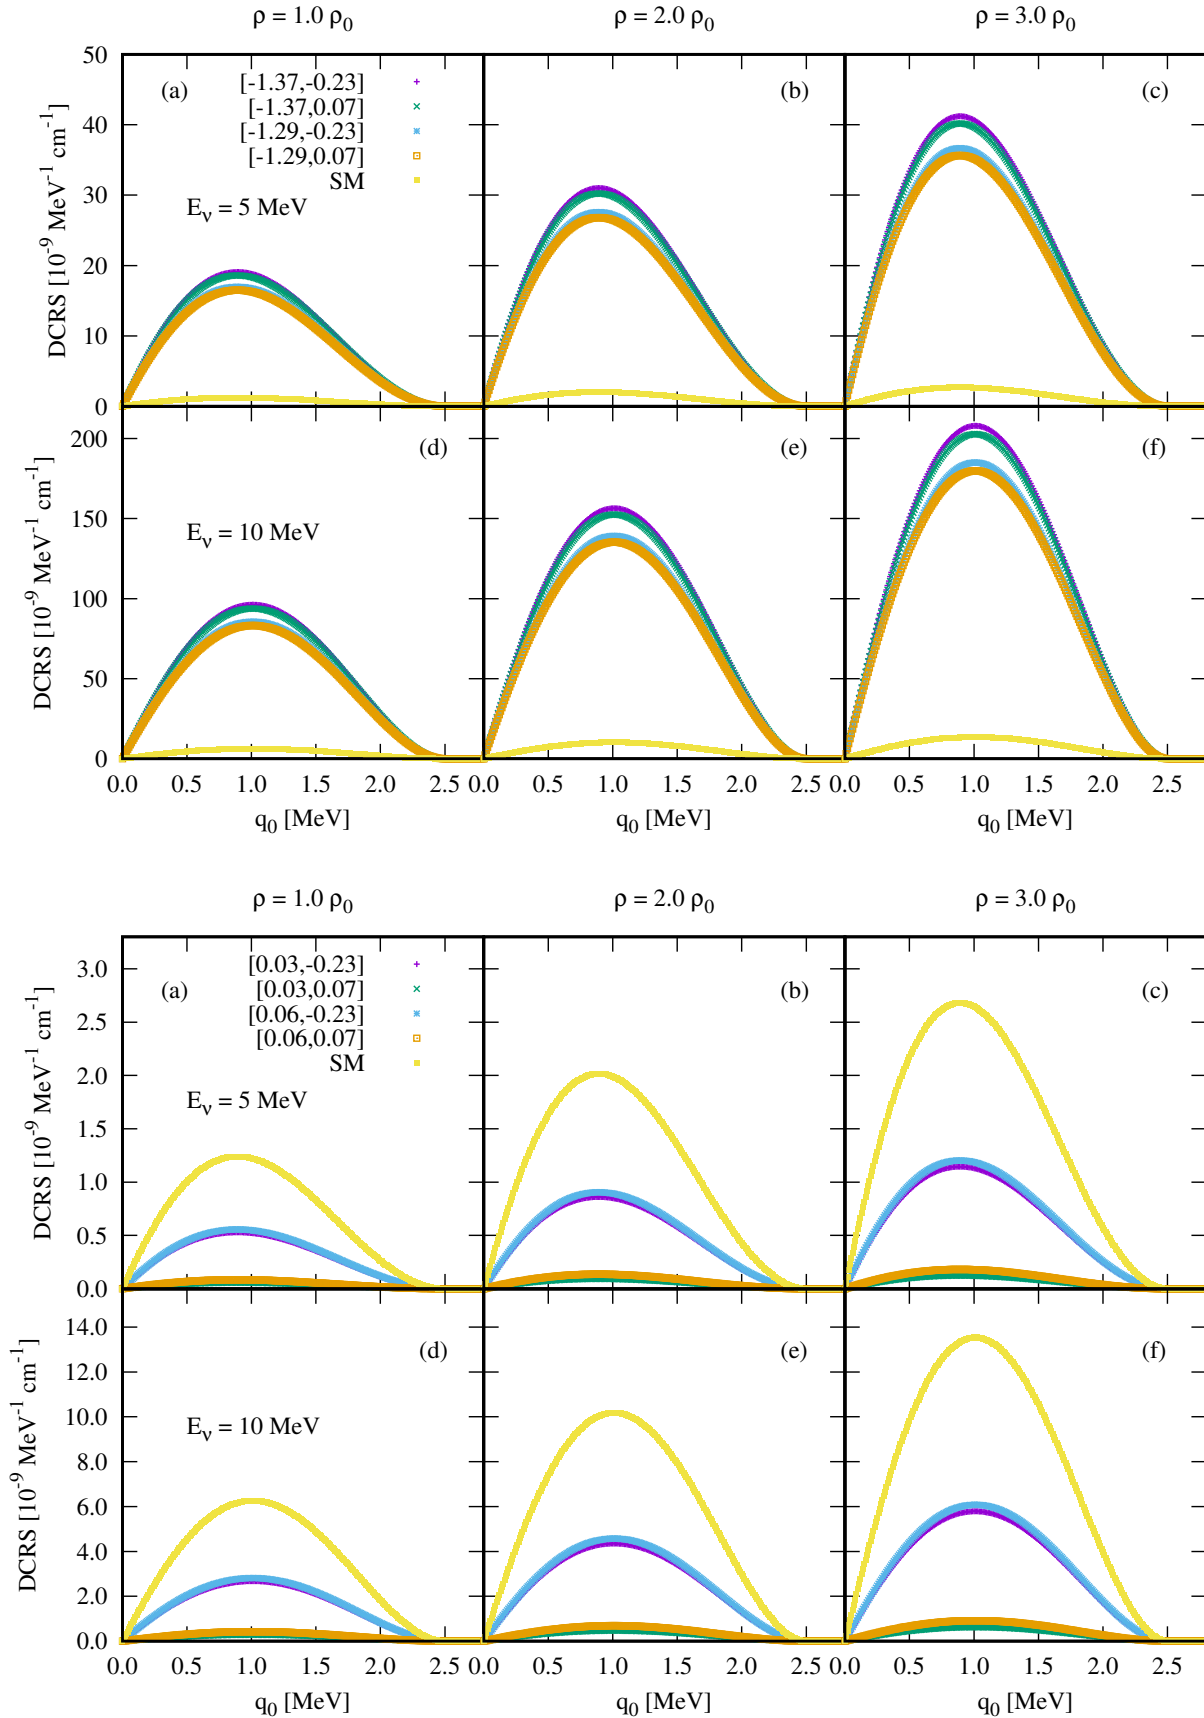 ρ = 1.0 ρ₀ ρ = 2.0 ρ₀ ρ = 3.0 ρ₀
50
40
30
20
10
0
DCRS [10⁻⁹ MeV⁻¹ cm⁻¹]
(a) (b) (c)
[-1.37,-0.23]
[-1.37,0.07]
[-1.29,-0.23]
[-1.29,0.07]
SM
E_ν = 5 MeV
200
150
100
50
0
DCRS [10⁻⁹ MeV⁻¹ cm⁻¹]
(d) (e) (f)
E_ν = 10 MeV
0.0 0.5 1.0 1.5 2.0 2.5 0.0 0.5 1.0 1.5 2.0 2.5 0.0 0.5 1.0 1.5 2.0 2.5
q₀ [MeV] q₀ [MeV] q₀ [MeV]
ρ = 1.0 ρ₀ ρ = 2.0 ρ₀ ρ = 3.0 ρ₀
3.0
2.5
2.0
1.5
1.0
0.5
0.0
DCRS [10⁻⁹ MeV⁻¹ cm⁻¹]
(a) (b) (c)
[0.03,-0.23]
[0.03,0.07]
[0.06,-0.23]
[0.06,0.07]
SM
E_ν = 5 MeV
14.0
12.0
10.0
8.0
6.0
4.0
2.0
0.0
DCRS [10⁻⁹ MeV⁻¹ cm⁻¹]
(d) (e) (f)
E_ν = 10 MeV
0.0 0.5 1.0 1.5 2.0 2.5 0.0 0.5 1.0 1.5 2.0 2.5 0.0 0.5 1.0 1.5 2.0 2.5
q₀ [MeV] q₀ [MeV] q₀ [MeV]